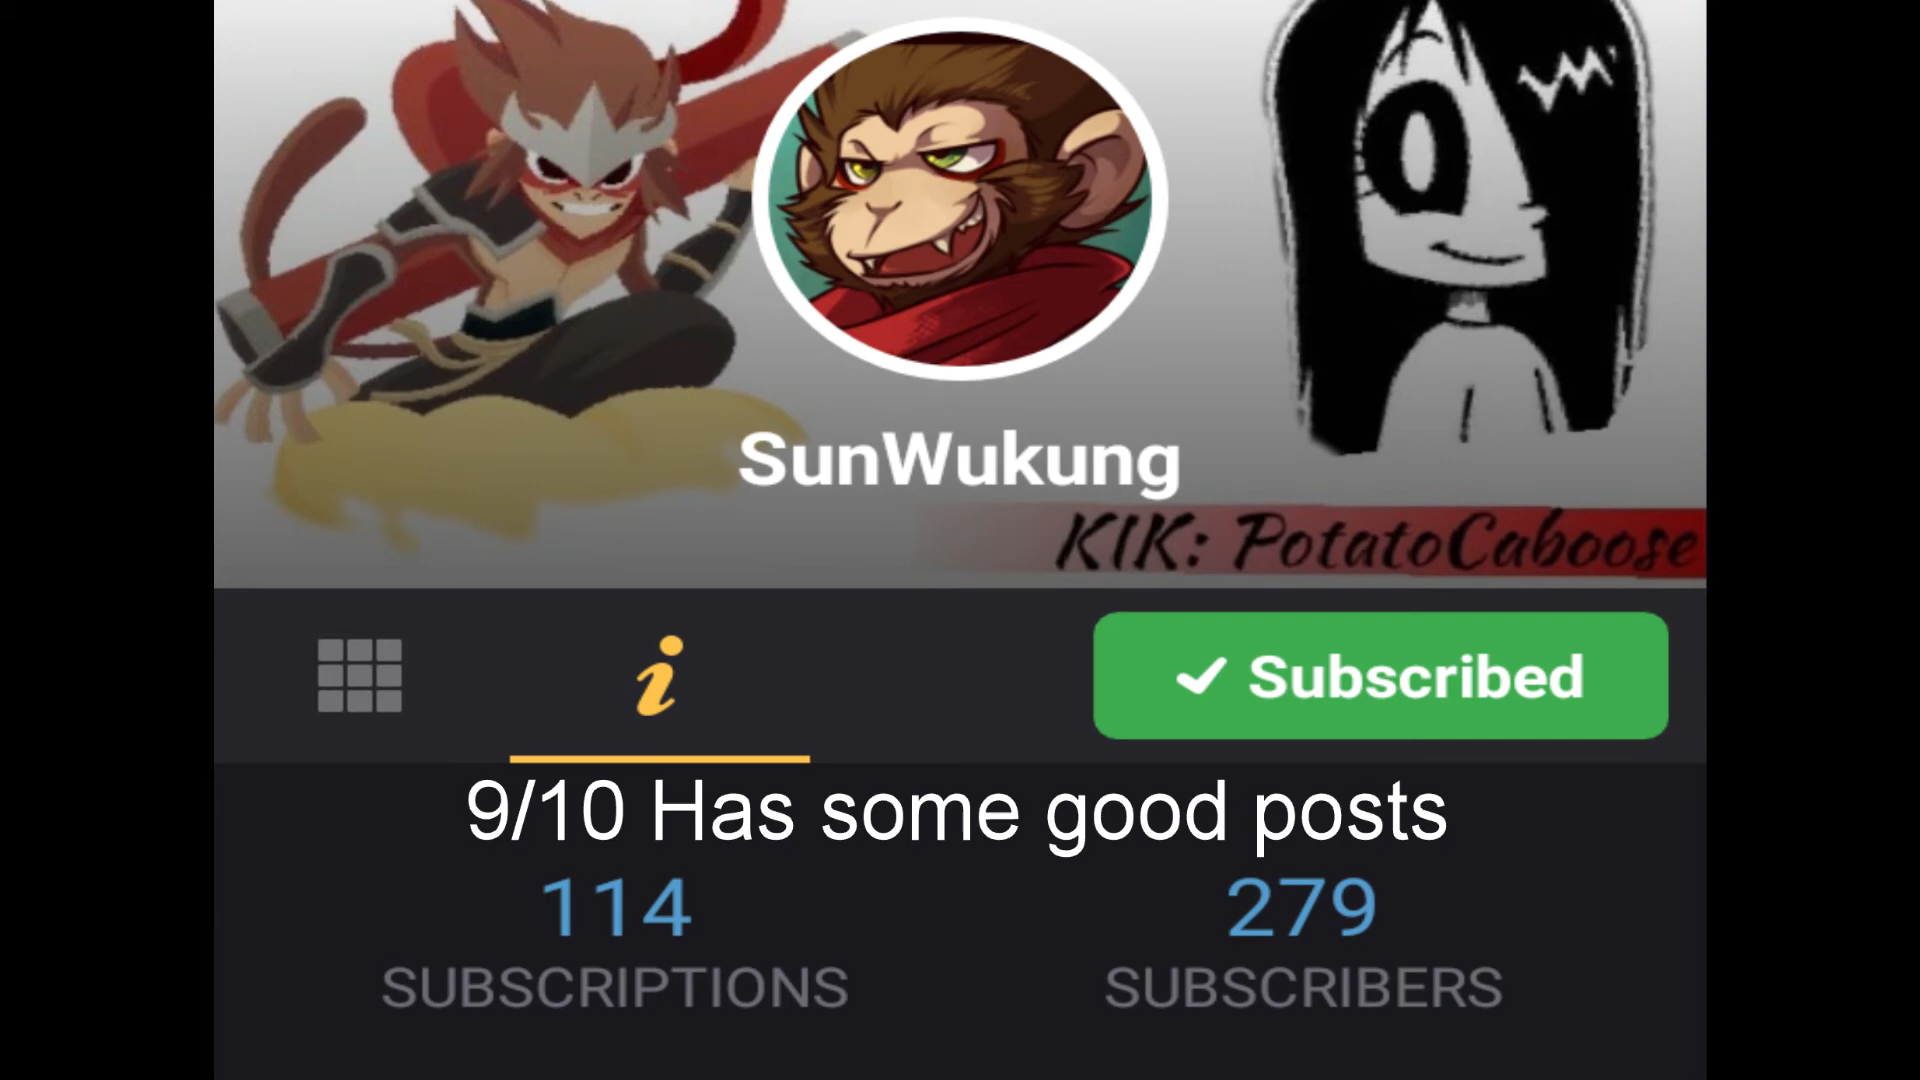 SunWukung
KIK: PotatoCaboose
Subscribed
9/10 Has some good posts
114
279
SUBSCRIPTIONS
SUBSCRIBERS